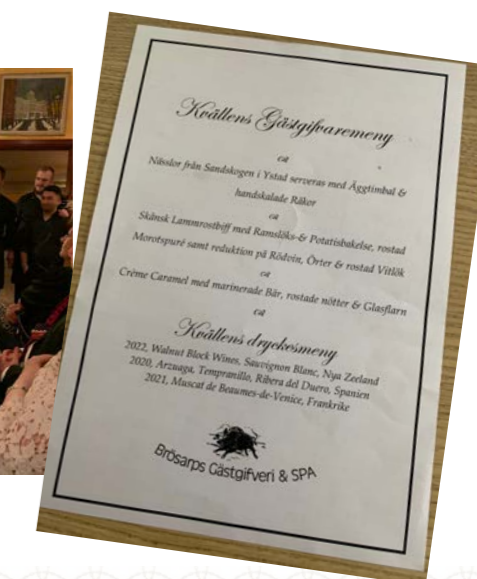 Kvällens Gästgifvaremeny
Nässlor från Sandskogen i Ystad serveras med Äggtimbal &
handskalade Räkor
Skånsk Lammrostbiff med Ramslöks-& Potatisbakelse, rostad
Morotspuré samt reduktion på Rödvin, Örter & rostad Vitlök
Crème Caramel med marinerade Bär, rostade nötter & Glasflarn
Kvällens dryckesmeny
2022, Walnut Block Wines, Sauvignon Blanc, Nya Zeeland
2020, Arzuaga, Tempranillo, Ribera del Duero, Spanien
2021, Muscat de Beaumes-de-Venice, Frankrike
Brösarps Gästgifveri & SPA